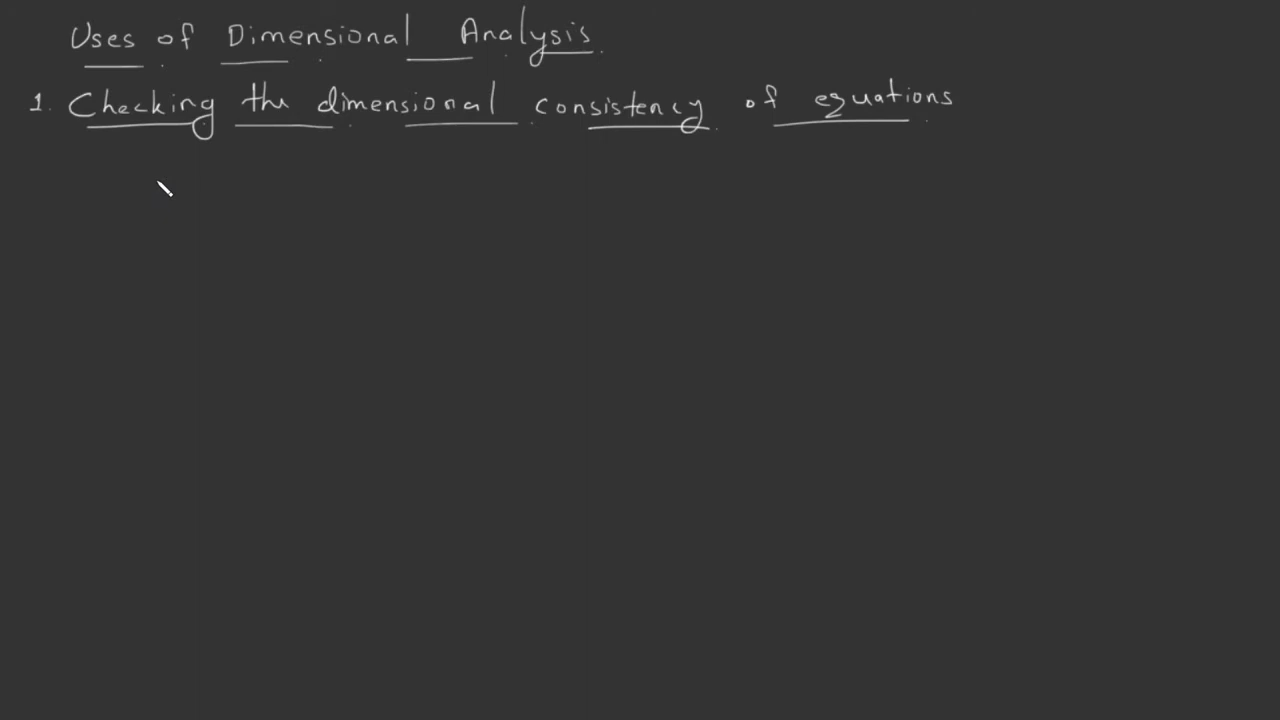 Uses of Dimensional Analysis
1. Checking the dimensional consistency of equations